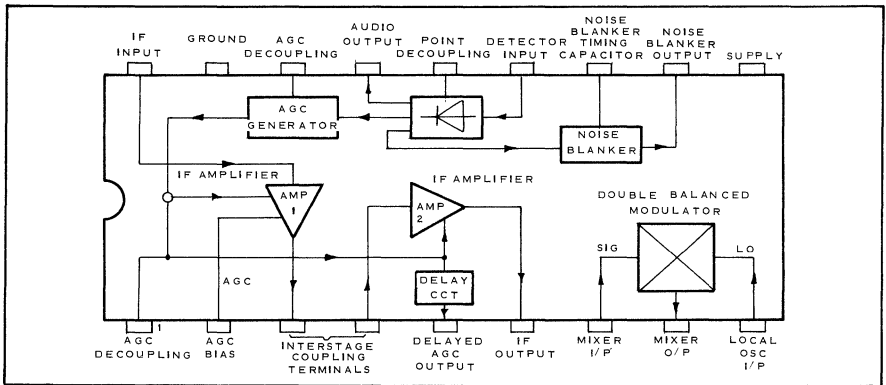 IF
INPUT
GROUND
AGC
DECOUPLING
AUDIO
OUTPUT
POINT
DECOUPLING
DETECTOR
INPUT
NOISE
BLANKER
TIMING
CAPACITOR
NOISE
BLANKER
OUTPUT
SUPPLY
AGC
GENERATOR
NOISE
BLANKER
IF AMPLIFIER
AMP
1
IF AMPLIFIER
AMP
2
DOUBLE BALANCED
MODULATOR
SIG
LO
AGC
DELAY
CCT
1
AGC
DECOUPLING
AGC
BIAS
INTERSTAGE
COUPLING
TERMINALS
DELAYED
AGC OUTPUT
IF
OUTPUT
MIXER
I/P
MIXER
O/P
LOCAL
OSC
I/P